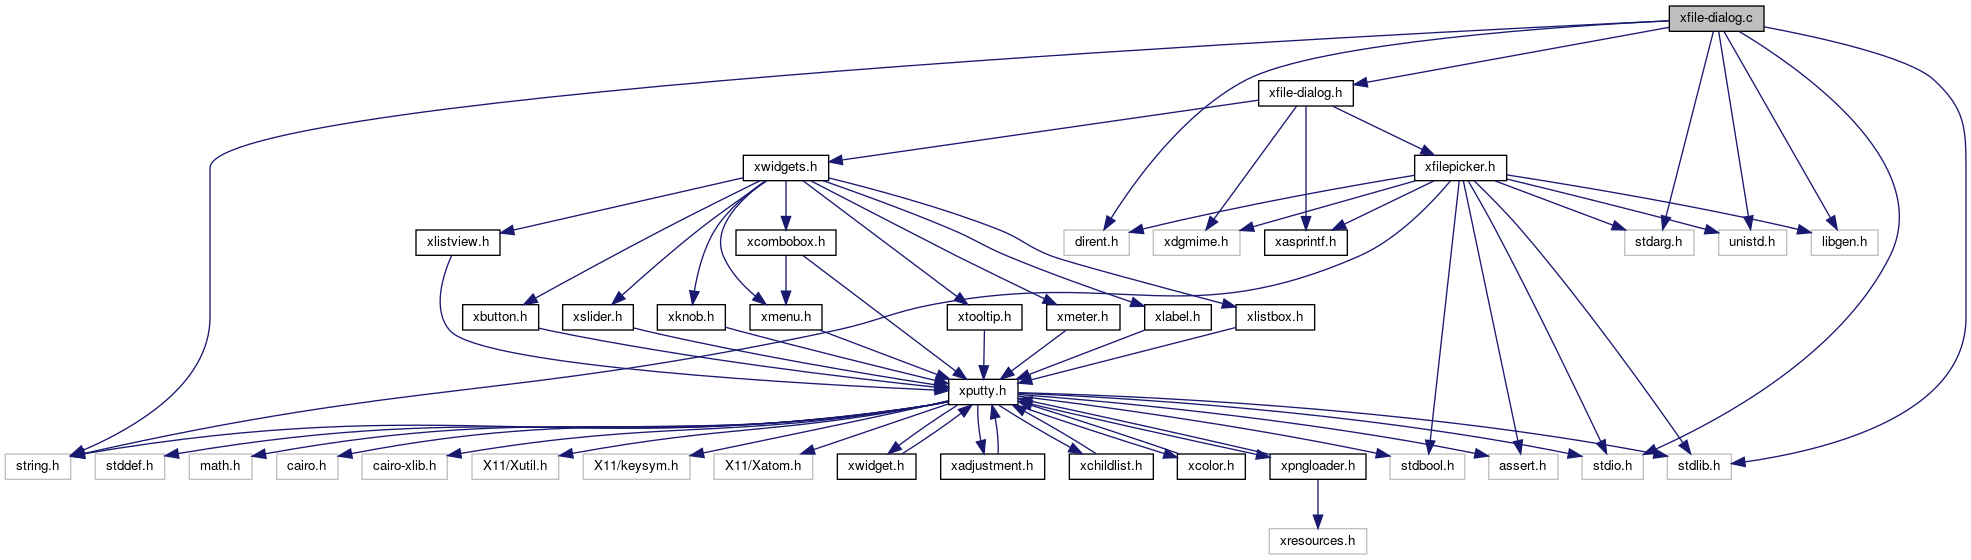 xfile-dialog.c
xfile-dialog.h
xwidgets.h
xfilepicker.h
xlistview.h
xcombobox.h
dirent.h
xdgmime.h
xasprintf.h
stdarg.h
unistd.h
libgen.h
xbutton.h
xslider.h
xknob.h
xmenu.h
xtooltip.h
xmeter.h
xlabel.h
xlistbox.h
xputty.h
string.h
stddef.h
math.h
cairo.h
cairo-xlib.h
X11/Xutil.h
X11/keysym.h
X11/Xatom.h
xwidget.h
xadjustment.h
xchildlist.h
xcolor.h
xpngloader.h
stdbool.h
assert.h
stdio.h
stdlib.h
xresources.h